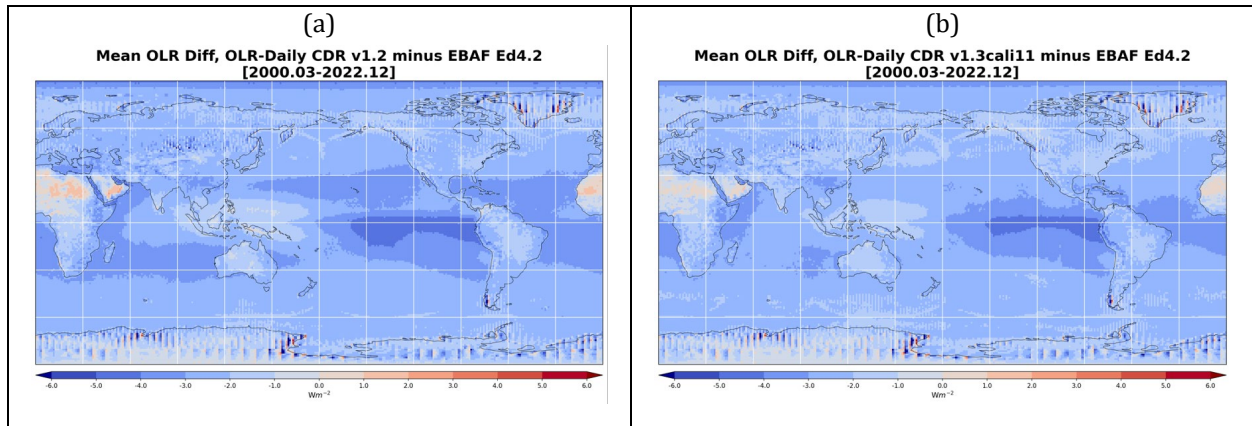 (a)
Mean OLR Diff, OLR-Daily CDR v1.2 minus EBAF Ed4.2
[2000.03-2022.12]
-6.0 -5.0 -4.0 -3.0 -2.0 -1.0 0.0 1.0 2.0 3.0 4.0 5.0 6.0
Wm⁻²
(b)
Mean OLR Diff, OLR-Daily CDR v1.3cali11 minus EBAF Ed4.2
[2000.03-2022.12]
-6.0 -5.0 -4.0 -3.0 -2.0 -1.0 0.0 1.0 2.0 3.0 4.0 5.0 6.0
Wm⁻²